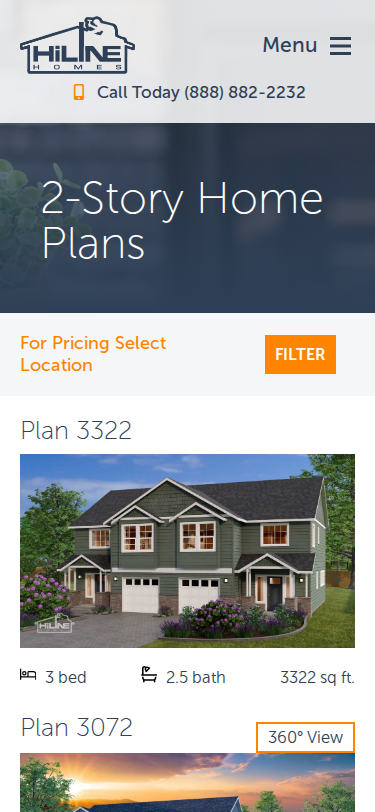 HiLINE
HOMES
Menu
Call Today (888) 882-2232
2-Story Home
Plans
For Pricing Select
Location
FILTER
Plan 3322
HiLINE
HOMES
3 bed
2.5 bath
3322 sq ft.
Plan 3072
360° View